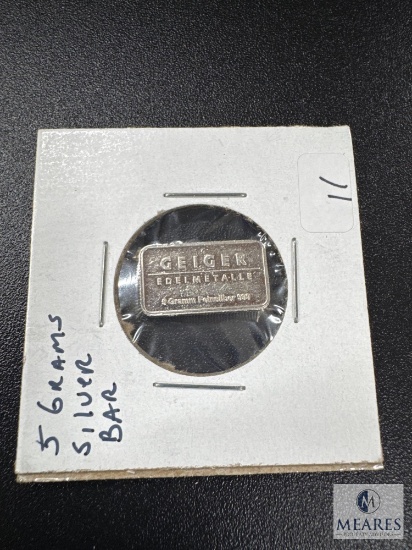 11
GEIGER
EDELMETALLE
5 Gramm Feinsilber 999
5 GRAMS
SILVER
BAR
M
MEARES